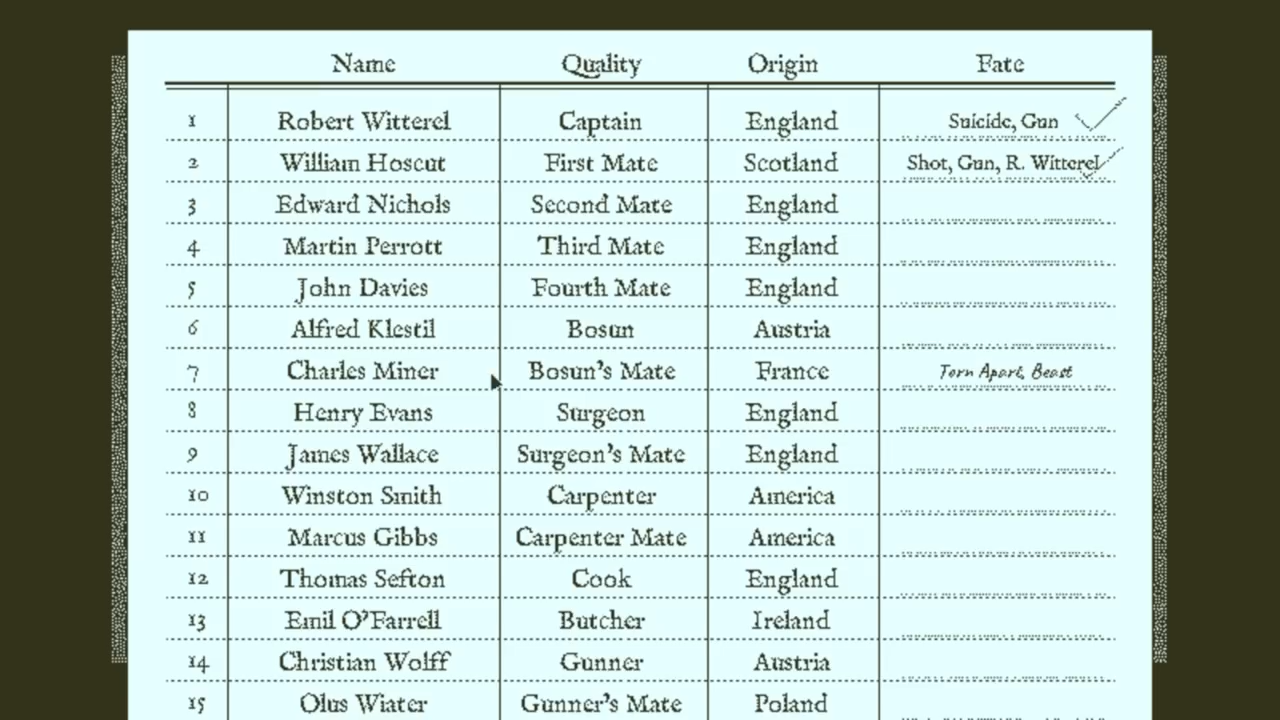 Name Quality Origin Fate
1 Robert Witterel Captain England Suicide, Gun
2 William Hoscut First Mate Scotland Shot, Gun, R. Witterel
3 Edward Nichols Second Mate England
4 Martin Perrott Third Mate England
5 John Davies Fourth Mate England
6 Alfred Klestil Bosun Austria
7 Charles Miner Bosun's Mate France Torn Apart, Beast
8 Henry Evans Surgeon England
9 James Wallace Surgeon's Mate England
10 Winston Smith Carpenter America
11 Marcus Gibbs Carpenter Mate America
12 Thomas Sefton Cook England
13 Emil O'Farrell Butcher Ireland
14 Christian Wolff Gunner Austria
15 Olus Wiater Gunner's Mate Poland